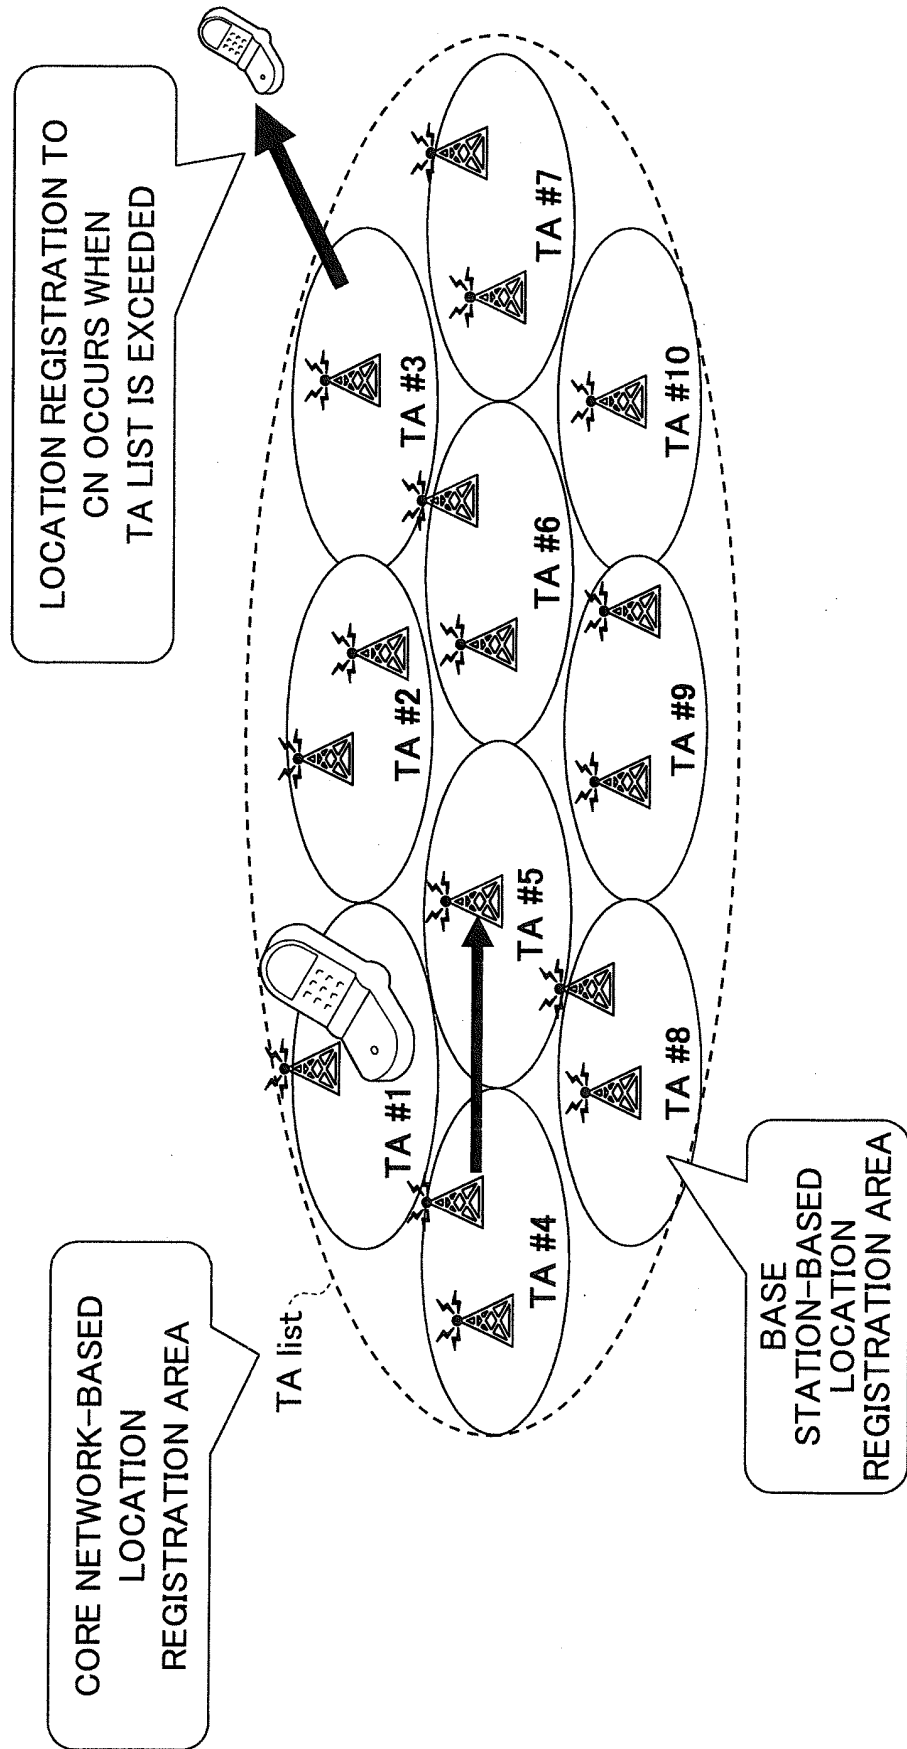 CORE NETWORK-BASED
LOCATION
REGISTRATION AREA
LOCATION REGISTRATION TO
CN OCCURS WHEN
TA LIST IS EXCEEDED
TA list
TA #1
TA #2
TA #3
TA #4
TA #5
TA #6
TA #7
TA #8
TA #9
TA #10
BASE
STATION-BASED
LOCATION
REGISTRATION AREA